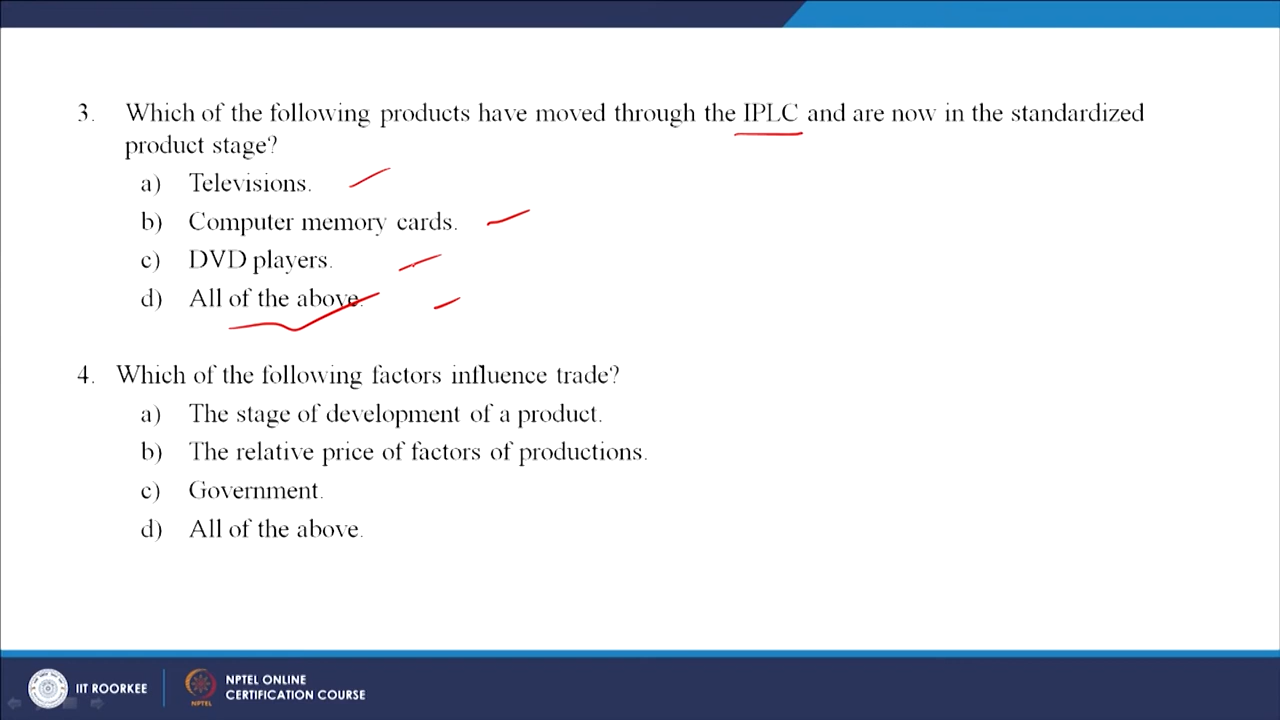 3. Which of the following products have moved through the IPLC and are now in the standardized
product stage?
a) Televisions.
b) Computer memory cards.
c) DVD players.
d) All of the above.
4. Which of the following factors influence trade?
a) The stage of development of a product.
b) The relative price of factors of productions.
c) Government.
d) All of the above.
IIT ROORKEE
NPTEL
NPTEL ONLINE
CERTIFICATION COURSE